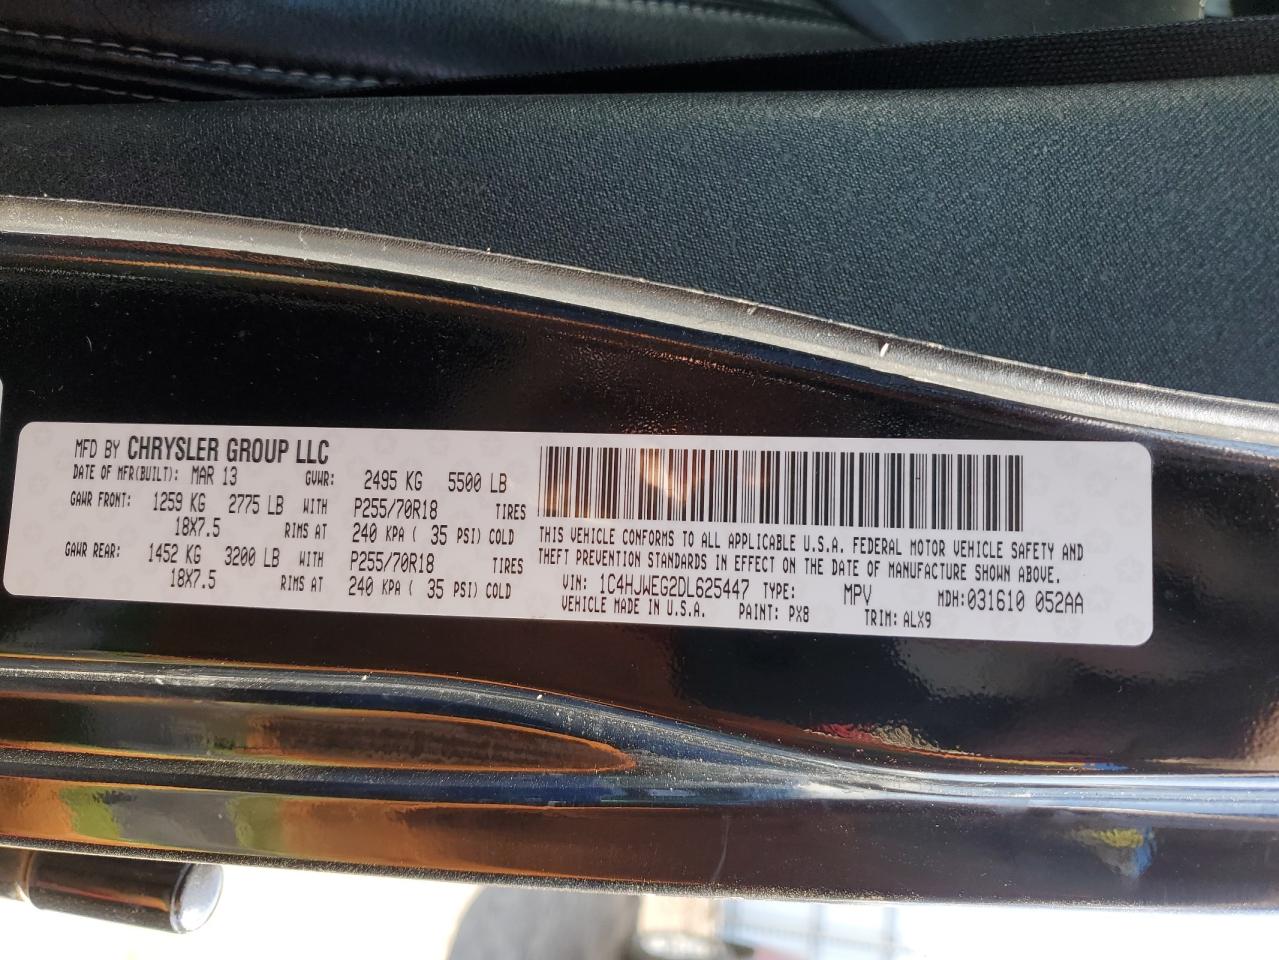 MFD BY CHRYSLER GROUP LLC
DATE OF MFR(BUILT): MAR 13 GVWR: 2495 KG 5500 LB
GAWR FRONT: 1259 KG 2775 LB WITH P255/70R18 TIRES
18X7.5 RIMS AT 240 KPA ( 35 PSI) COLD
GAWR REAR: 1452 KG 3200 LB WITH P255/70R18 TIRES
18X7.5 RIMS AT 240 KPA ( 35 PSI) COLD
THIS VEHICLE CONFORMS TO ALL APPLICABLE U.S.A. FEDERAL MOTOR VEHICLE SAFETY AND
THEFT PREVENTION STANDARDS IN EFFECT ON THE DATE OF MANUFACTURE SHOWN ABOVE.
VIN: 1C4HJWEG2DL625447 TYPE: MPV MDH:031610 052AA
VEHICLE MADE IN U.S.A. PAINT: PX8 TRIM: ALX9